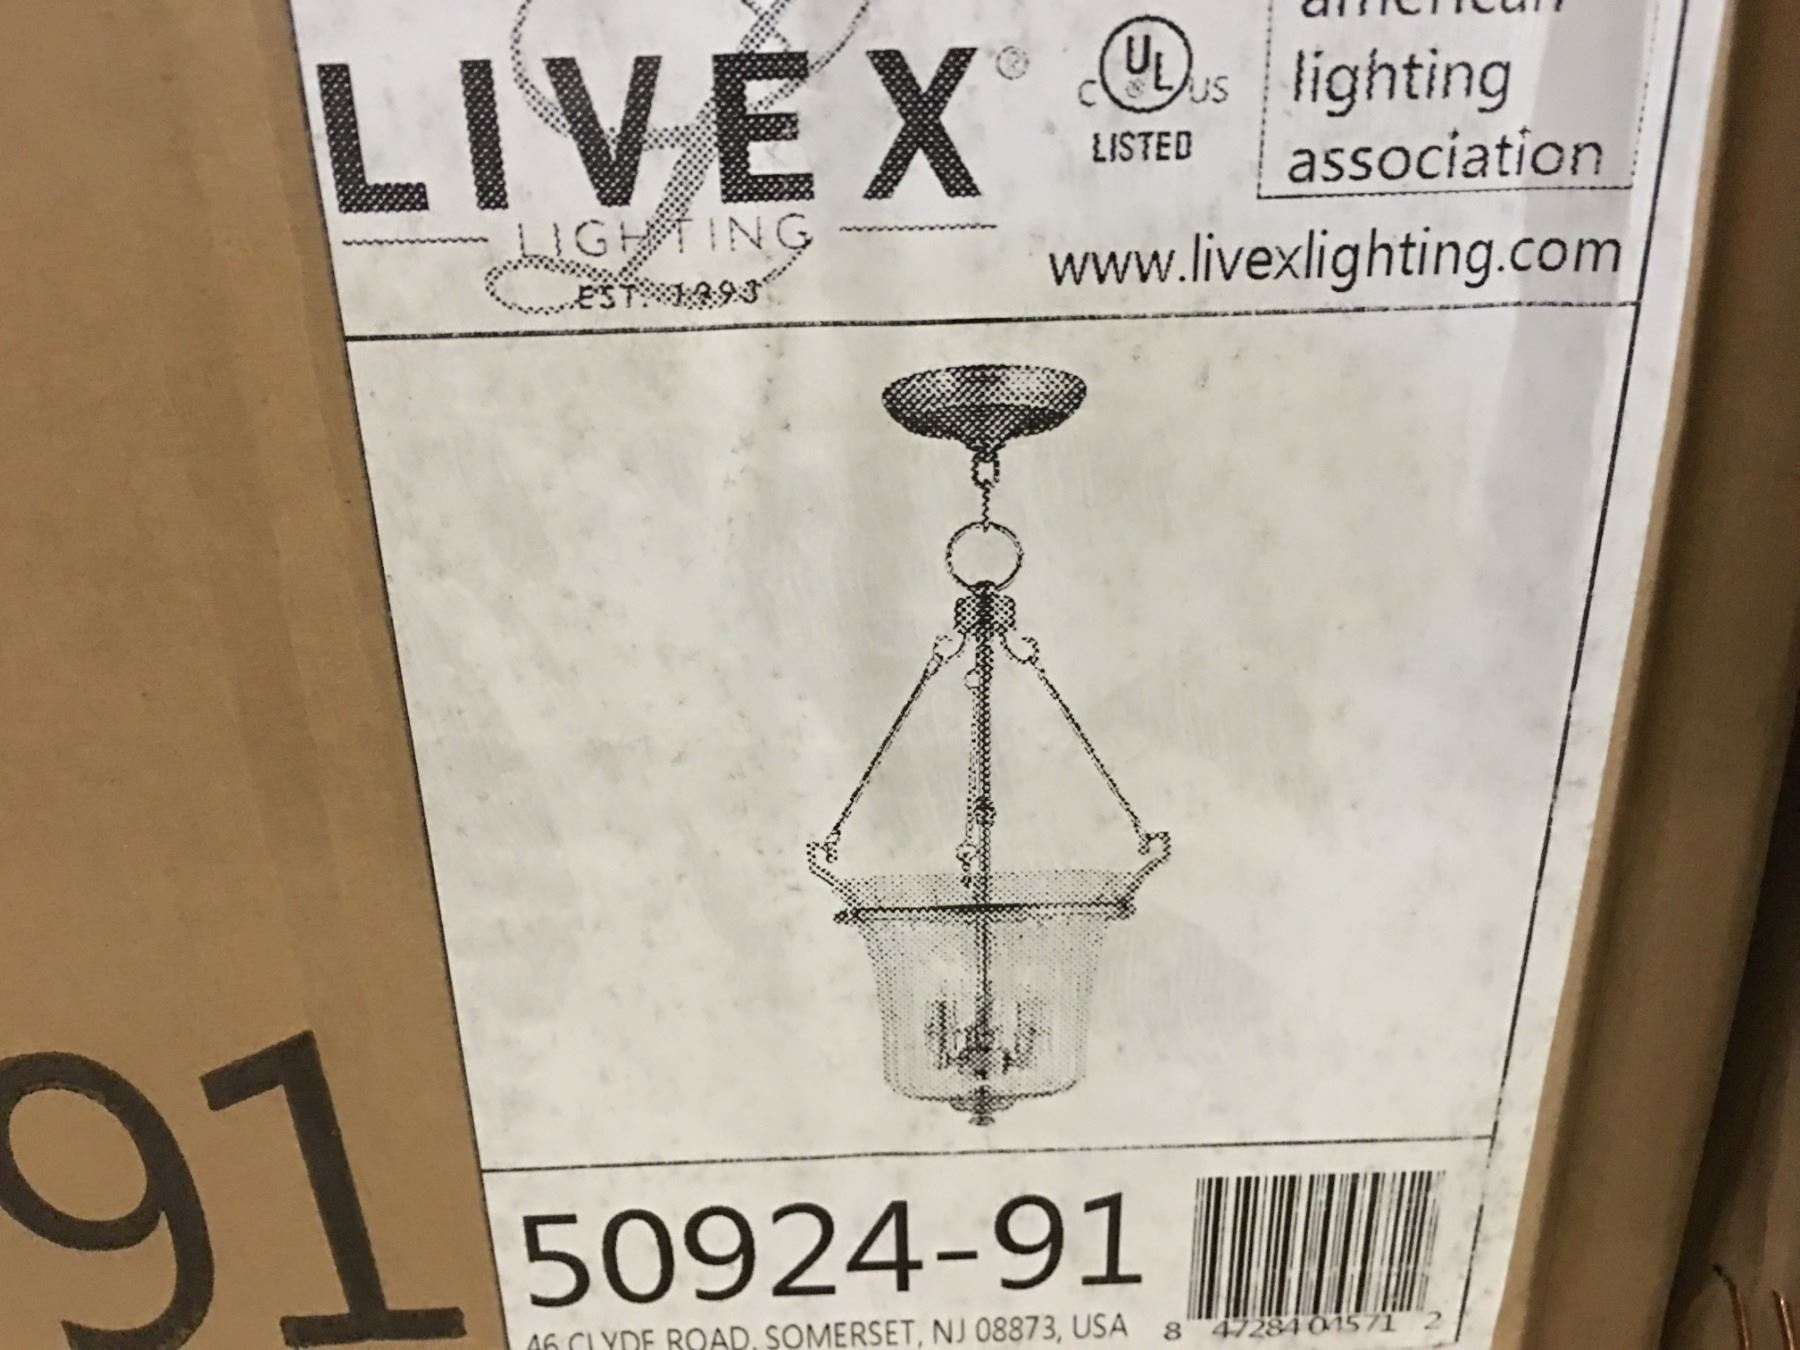 american
lighting
association
LIVEX®
C UL® US
LISTED
LIGHTING
EST. 1993
www.livexlighting.com
91
50924-91
46 CLYDE ROAD, SOMERSET, NJ 08873, USA
8 47284 04571 2